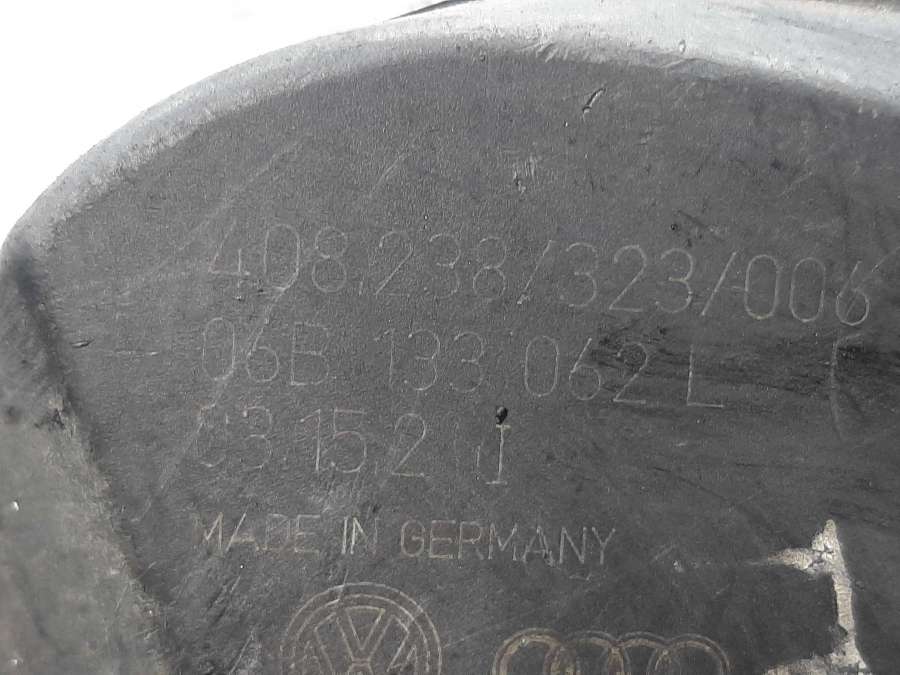 408.238/323/006
06B 133 062 L
03 15.2
MADE IN GERMANY